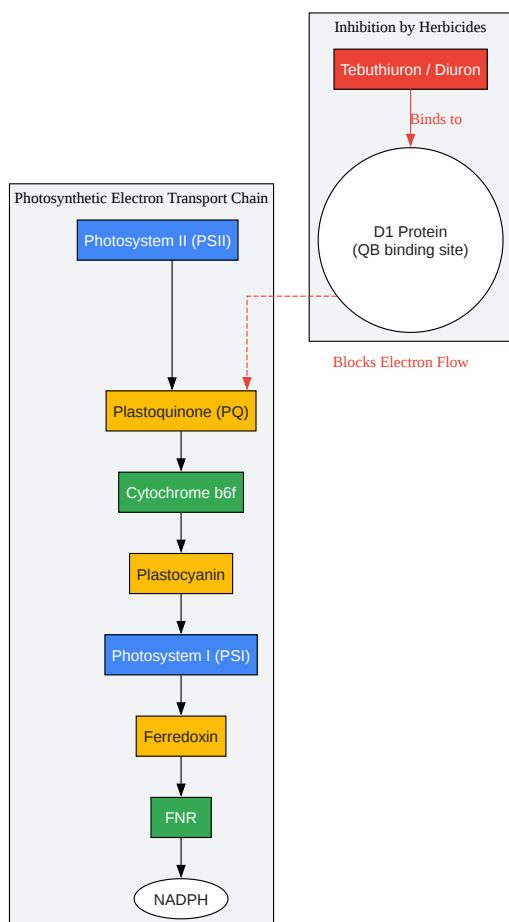 Inhibition by Herbicides
Tebuthiuron / Diuron
Binds to
D1 Protein
(QB binding site)
Blocks Electron Flow
Photosynthetic Electron Transport Chain
Photosystem II (PSII)
Plastoquinone (PQ)
Cytochrome b6f
Plastocyanin
Photosystem I (PSI)
Ferredoxin
FNR
NADPH